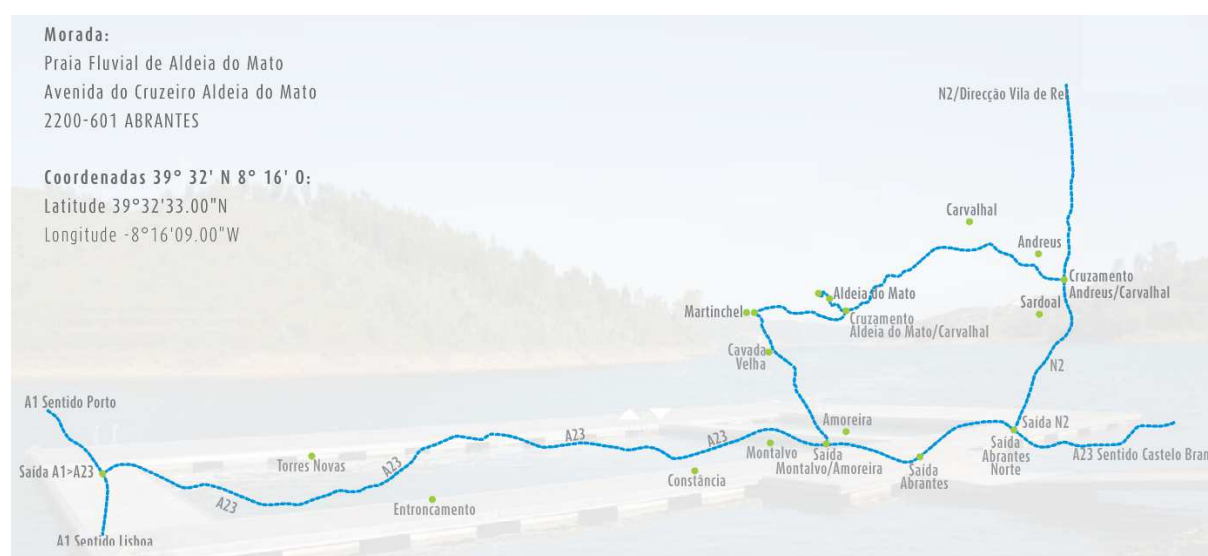 Morada:
Praia Fluvial de Aldeia do Mato
Avenida do Cruzeiro Aldeia do Mato
2200-601 ABRANTES
Coordenadas 39° 32' N 8° 16' O:
Latitude 39°32'33.00"N
Longitude -8°16'09.00"W
N2/Direcção Vila de Rei
Carvalhal
Andreus
Cruzamento
Andreus/Carvalhal
Aldeia do Mato
Sardoal
Martinchel
Cruzamento
Aldeia do Mato/Carvalhal
Cavada
Velha
N2
A1 Sentido Porto
Amoreira
Saída N2
A23
A23
Montalvo
Saída
Montalvo/Amoreira
Saída
Abrantes
Norte
A23 Sentido Castelo Bran
Saída A1>A23
Torres Novas
A23
Constância
Saída
Abrantes
A23
Entroncamento
A1 Sentido Lisboa